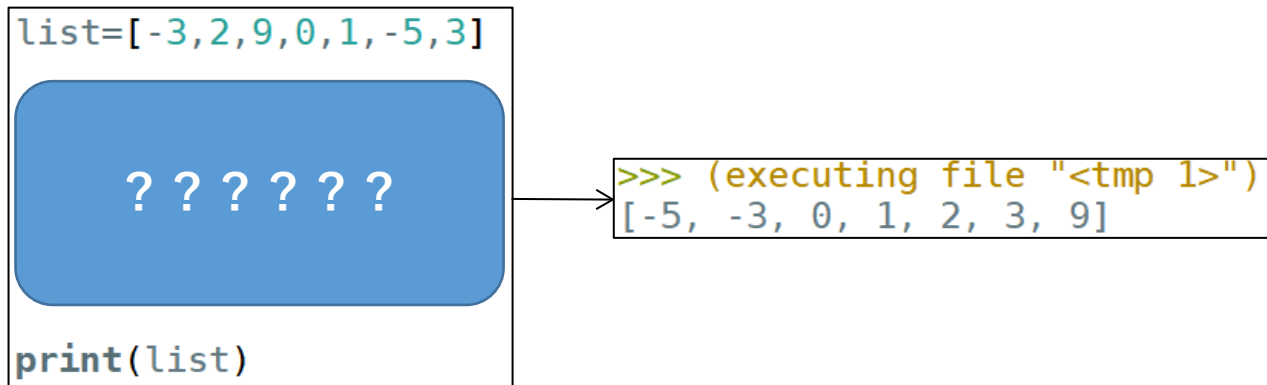 list=[-3,2,9,0,1,-5,3]
? ? ? ? ? ?
print(list)
>>> (executing file "<tmp 1>")
[-5, -3, 0, 1, 2, 3, 9]